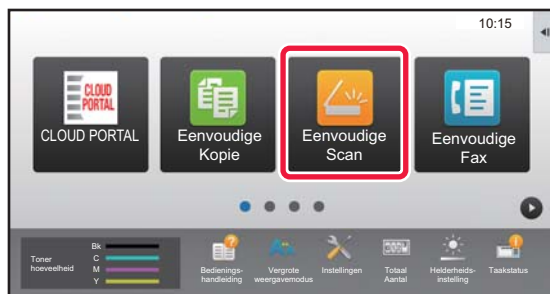 10:15
CLOUD
PORTAL
CLOUD PORTAL
Eenvoudige
Kopie
Eenvoudige
Scan
Eenvoudige
Fax
Toner
hoeveelheid
Bk
C
M
Y
Bedienings-
handleiding
Vergrote
weergavemodus
Instellingen
Totaal
Aantal
Helderheids-
instelling
Taakstatus